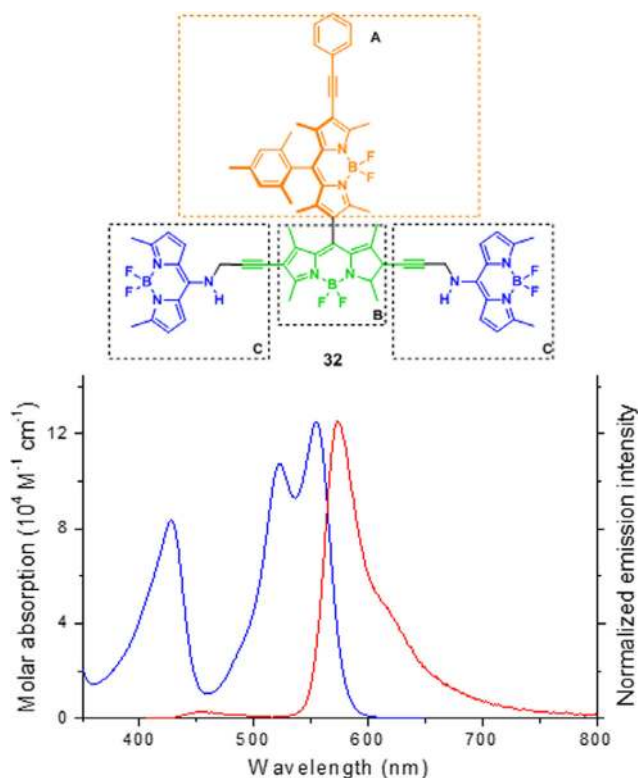 A
N
N
B
F
F
F
F
N
N
B
N
H
N
B
N
F
F
B
N
H
N
N
B
F
F
C
C
32
Molar absorption (10⁴ M⁻¹ cm⁻¹)
12
8
4
0
400
500
600
700
800
Wavelength (nm)
Normalized emission intensity